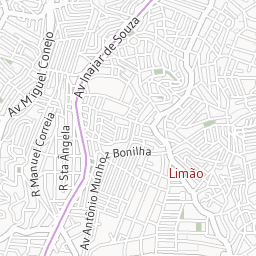 Av Miguel Conejo
Av Inajar de Souza
R Manuel Correia
R Sta Ângela
Av Antônio Munhoz Bonilha
Limão